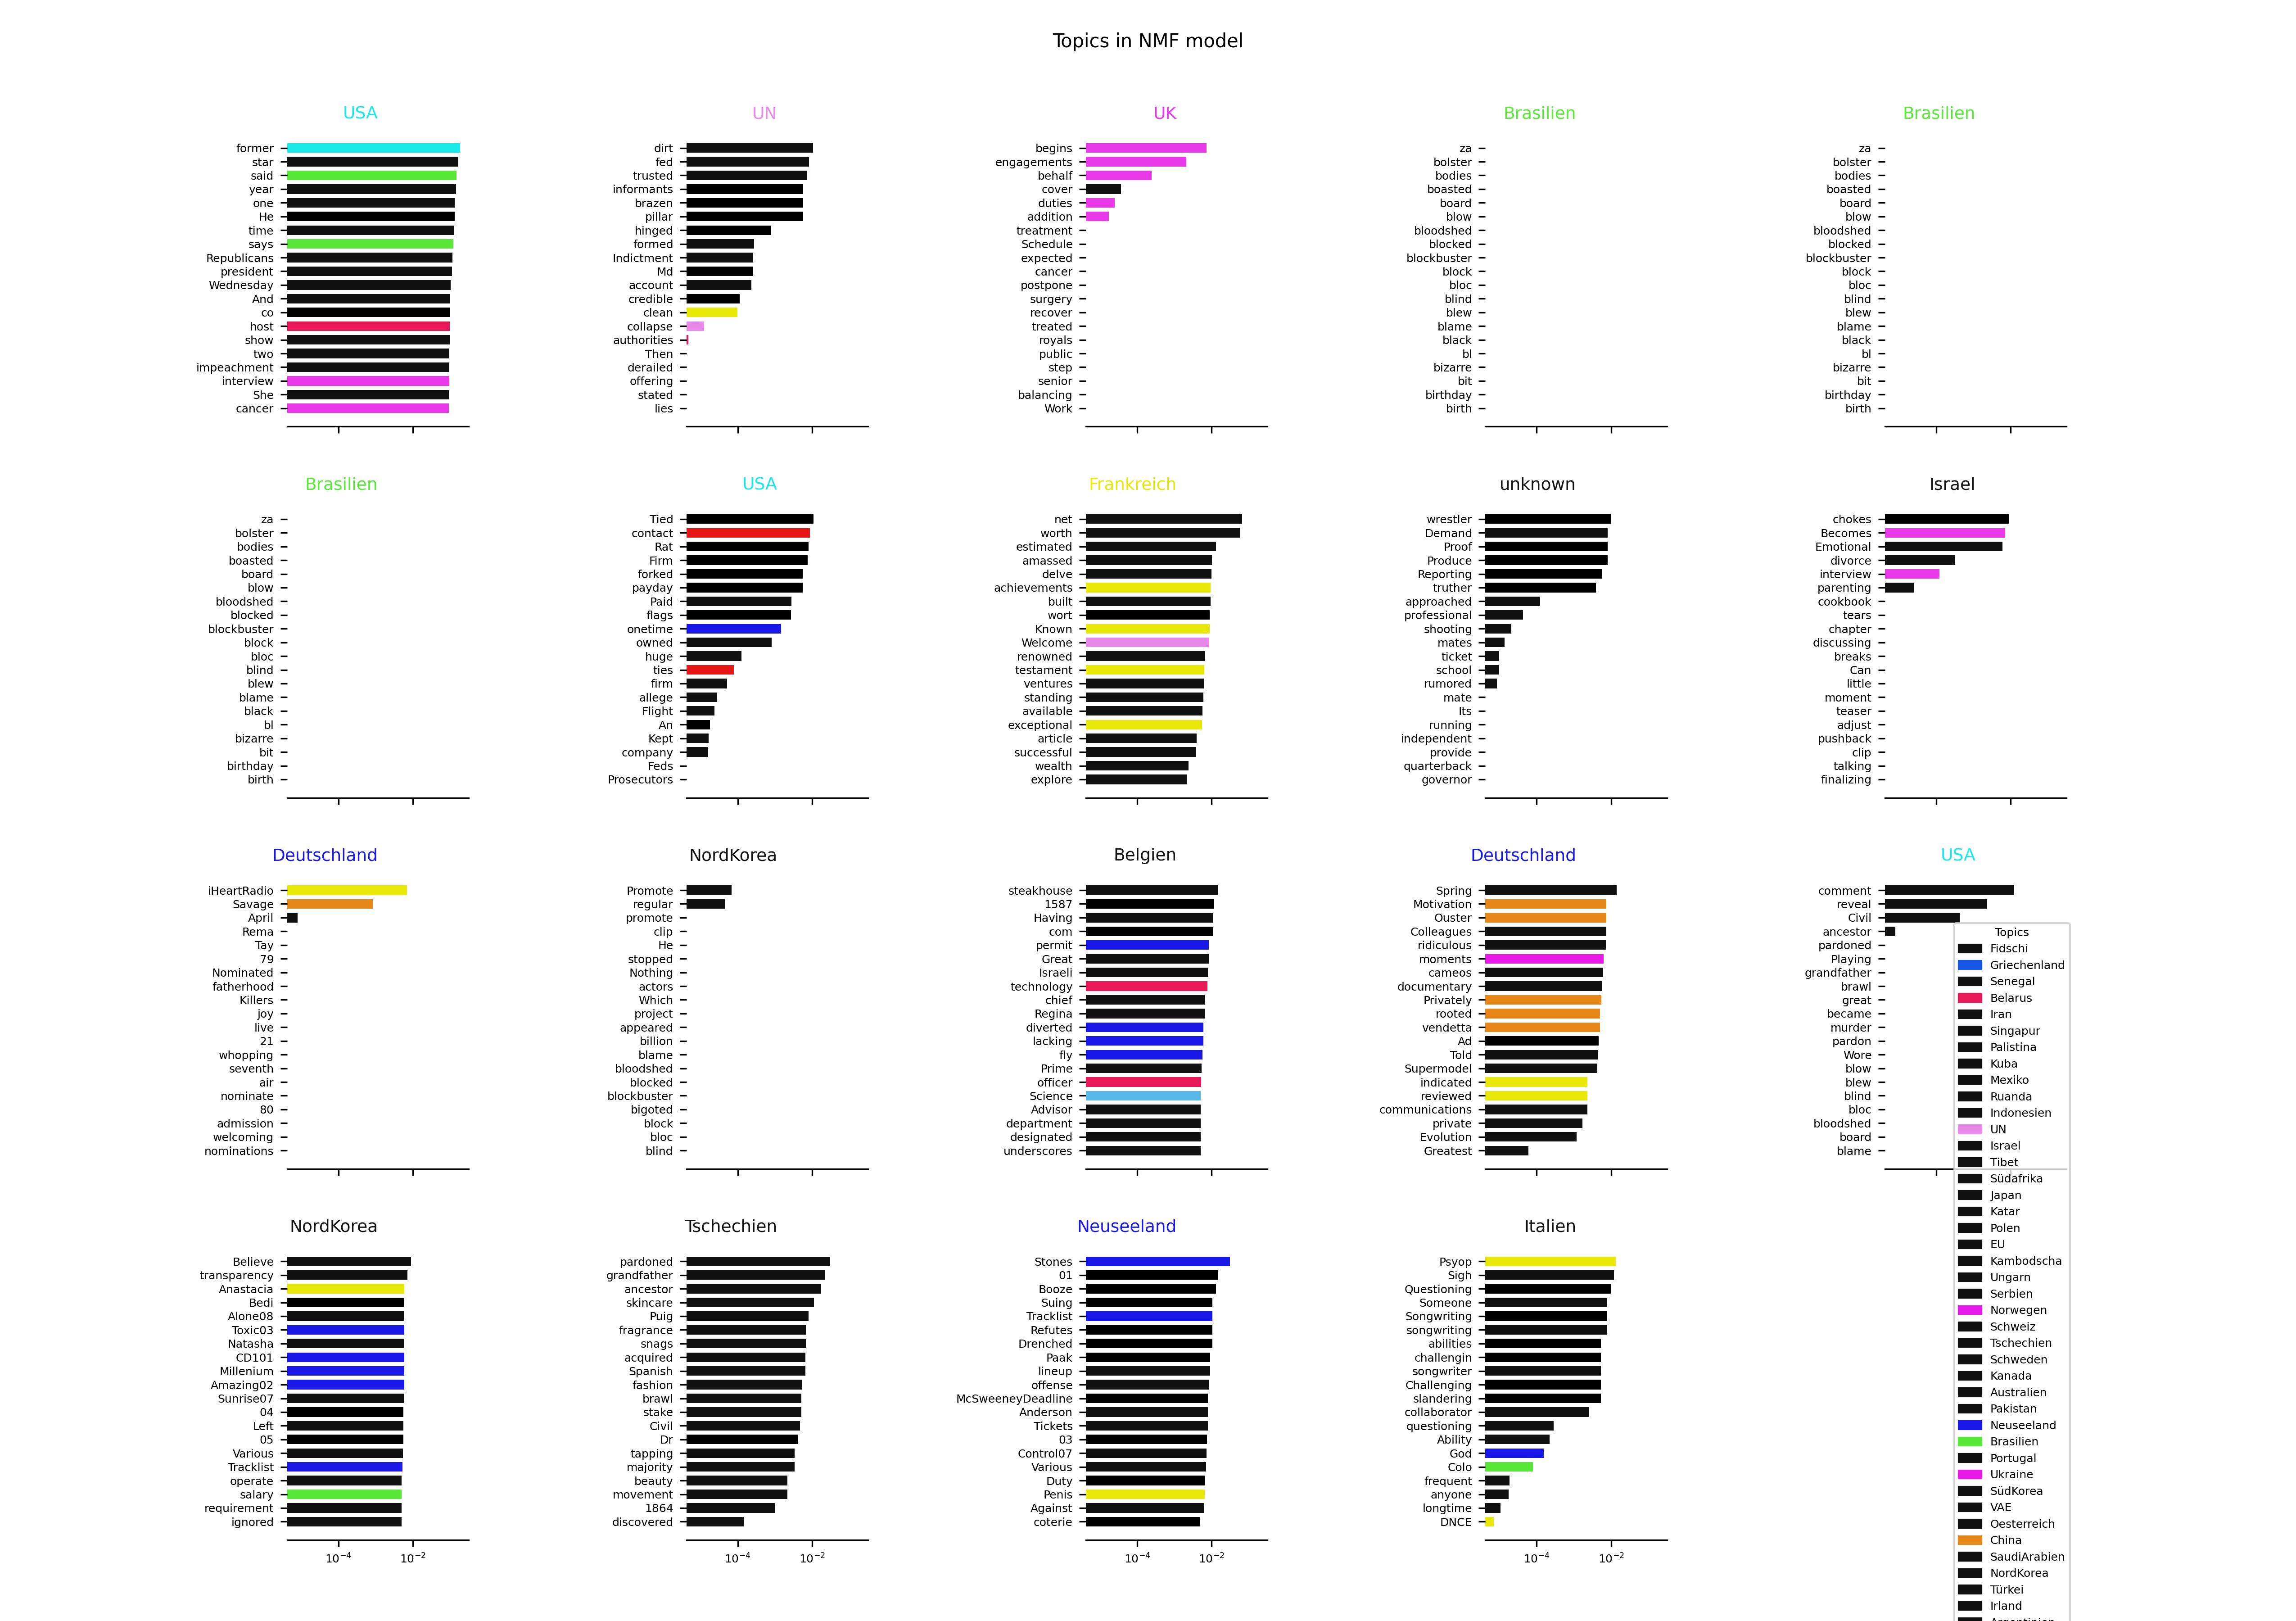 Topics in NMF model
USA
former
star
said
year
one
He
time
says
Republicans
president
Wednesday
And
co
host
show
two
impeachment
interview
She
cancer
UN
dirt
fed
trusted
informants
brazen
pillar
hinged
formed
Indictment
Md
account
credible
clean
collapse
authorities
Then
derailed
offering
stated
lies
UK
begins
engagements
behalf
cover
duties
addition
treatment
Schedule
expected
cancer
postpone
surgery
recover
treated
royals
public
step
senior
balancing
Work
Brasilien
za
bolster
bodies
boasted
board
blow
bloodshed
blocked
blockbuster
block
bloc
blind
blew
blame
black
bl
bizarre
bit
birthday
birth
Brasilien
za
bolster
bodies
boasted
board
blow
bloodshed
blocked
blockbuster
block
bloc
blind
blew
blame
black
bl
bizarre
bit
birthday
birth
Brasilien
za
bolster
bodies
boasted
board
blow
bloodshed
blocked
blockbuster
block
bloc
blind
blew
blame
black
bl
bizarre
bit
birthday
birth
USA
Tied
contact
Rat
Firm
forked
payday
Paid
flags
onetime
owned
huge
ties
firm
allege
Flight
An
Kept
company
Feds
Prosecutors
Frankreich
net
worth
estimated
amassed
delve
achievements
built
wort
Known
Welcome
renowned
testament
ventures
standing
available
exceptional
article
successful
wealth
explore
unknown
wrestler
Demand
Proof
Produce
Reporting
truther
approached
professional
shooting
mates
ticket
school
rumored
mate
Its
running
independent
provide
quarterback
governor
Israel
chokes
Becomes
Emotional
divorce
interview
parenting
cookbook
tears
chapter
discussing
breaks
Can
little
moment
teaser
adjust
pushback
clip
talking
finalizing
Deutschland
iHeartRadio
Savage
April
Rema
Tay
79
Nominated
fatherhood
Killers
joy
live
21
whopping
seventh
air
nominate
80
admission
welcoming
nominations
NordKorea
Promote
regular
promote
clip
He
stopped
Nothing
actors
Which
project
appeared
billion
blame
bloodshed
blocked
blockbuster
bigoted
block
bloc
blind
Belgien
steakhouse
1587
Having
com
permit
Great
Israeli
technology
chief
Regina
diverted
lacking
fly
Prime
officer
Science
Advisor
department
designated
underscores
Deutschland
Spring
Motivation
Ouster
Colleagues
ridiculous
moments
cameos
documentary
Privately
rooted
vendetta
Ad
Told
Supermodel
indicated
reviewed
communications
private
Evolution
Greatest
USA
comment
reveal
Civil
ancestor
pardoned
Playing
grandfather
brawl
great
became
murder
pardon
Wore
blow
blew
blind
bloc
bloodshed
board
blame
NordKorea
Believe
transparency
Anastacia
Bedi
Alone08
Toxic03
Natasha
CD101
Millenium
Amazing02
Sunrise07
04
Left
05
Various
Tracklist
operate
salary
requirement
ignored
10⁻⁴ 10⁻²
Tschechien
pardoned
grandfather
ancestor
skincare
Puig
fragrance
snags
acquired
Spanish
fashion
brawl
stake
Civil
Dr
tapping
majority
beauty
movement
1864
discovered
10⁻⁴ 10⁻²
Neuseeland
Stones
01
Booze
Suing
Tracklist
Refutes
Drenched
Paak
lineup
offense
McSweeneyDeadline
Anderson
Tickets
03
Control07
Various
Duty
Penis
Against
coterie
10⁻⁴ 10⁻²
Italien
Psyop
Sigh
Questioning
Someone
Songwriting
songwriting
abilities
challengin
songwriter
Challenging
slandering
collaborator
questioning
Ability
God
Colo
frequent
anyone
longtime
DNCE
10⁻⁴ 10⁻²
Topics
Fidschi
Griechenland
Senegal
Belarus
Iran
Singapur
Palistina
Kuba
Mexiko
Ruanda
Indonesien
UN
Israel
Tibet
Südafrika
Japan
Katar
Polen
EU
Kambodscha
Ungarn
Serbien
Norwegen
Schweiz
Tschechien
Schweden
Kanada
Australien
Pakistan
Neuseeland
Brasilien
Portugal
Ukraine
SüdKorea
VAE
Oesterreich
China
SaudiArabien
NordKorea
Türkei
Irland